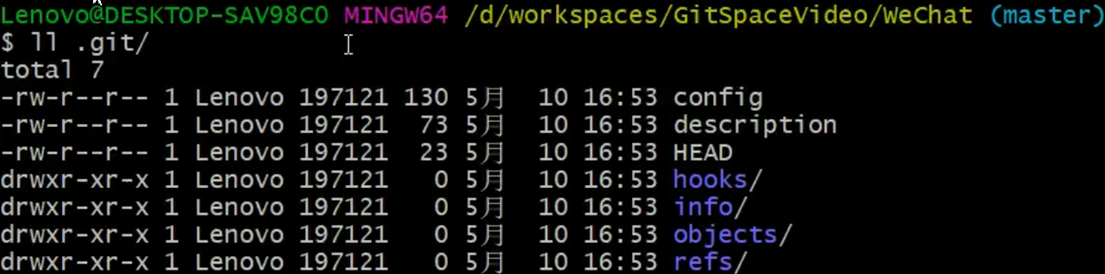 Lenovo@DESKTOP-SAV98C0 MINGW64 /d/workspaces/GitSpaceVideo/WeChat (master)
$ ll .git/
total 7
-rw-r--r-- 1 Lenovo 197121 130 5月  10 16:53 config
-rw-r--r-- 1 Lenovo 197121  73 5月  10 16:53 description
-rw-r--r-- 1 Lenovo 197121  23 5月  10 16:53 HEAD
drwxr-xr-x 1 Lenovo 197121   0 5月  10 16:53 hooks/
drwxr-xr-x 1 Lenovo 197121   0 5月  10 16:53 info/
drwxr-xr-x 1 Lenovo 197121   0 5月  10 16:53 objects/
drwxr-xr-x 1 Lenovo 197121   0 5月  10 16:53 refs/